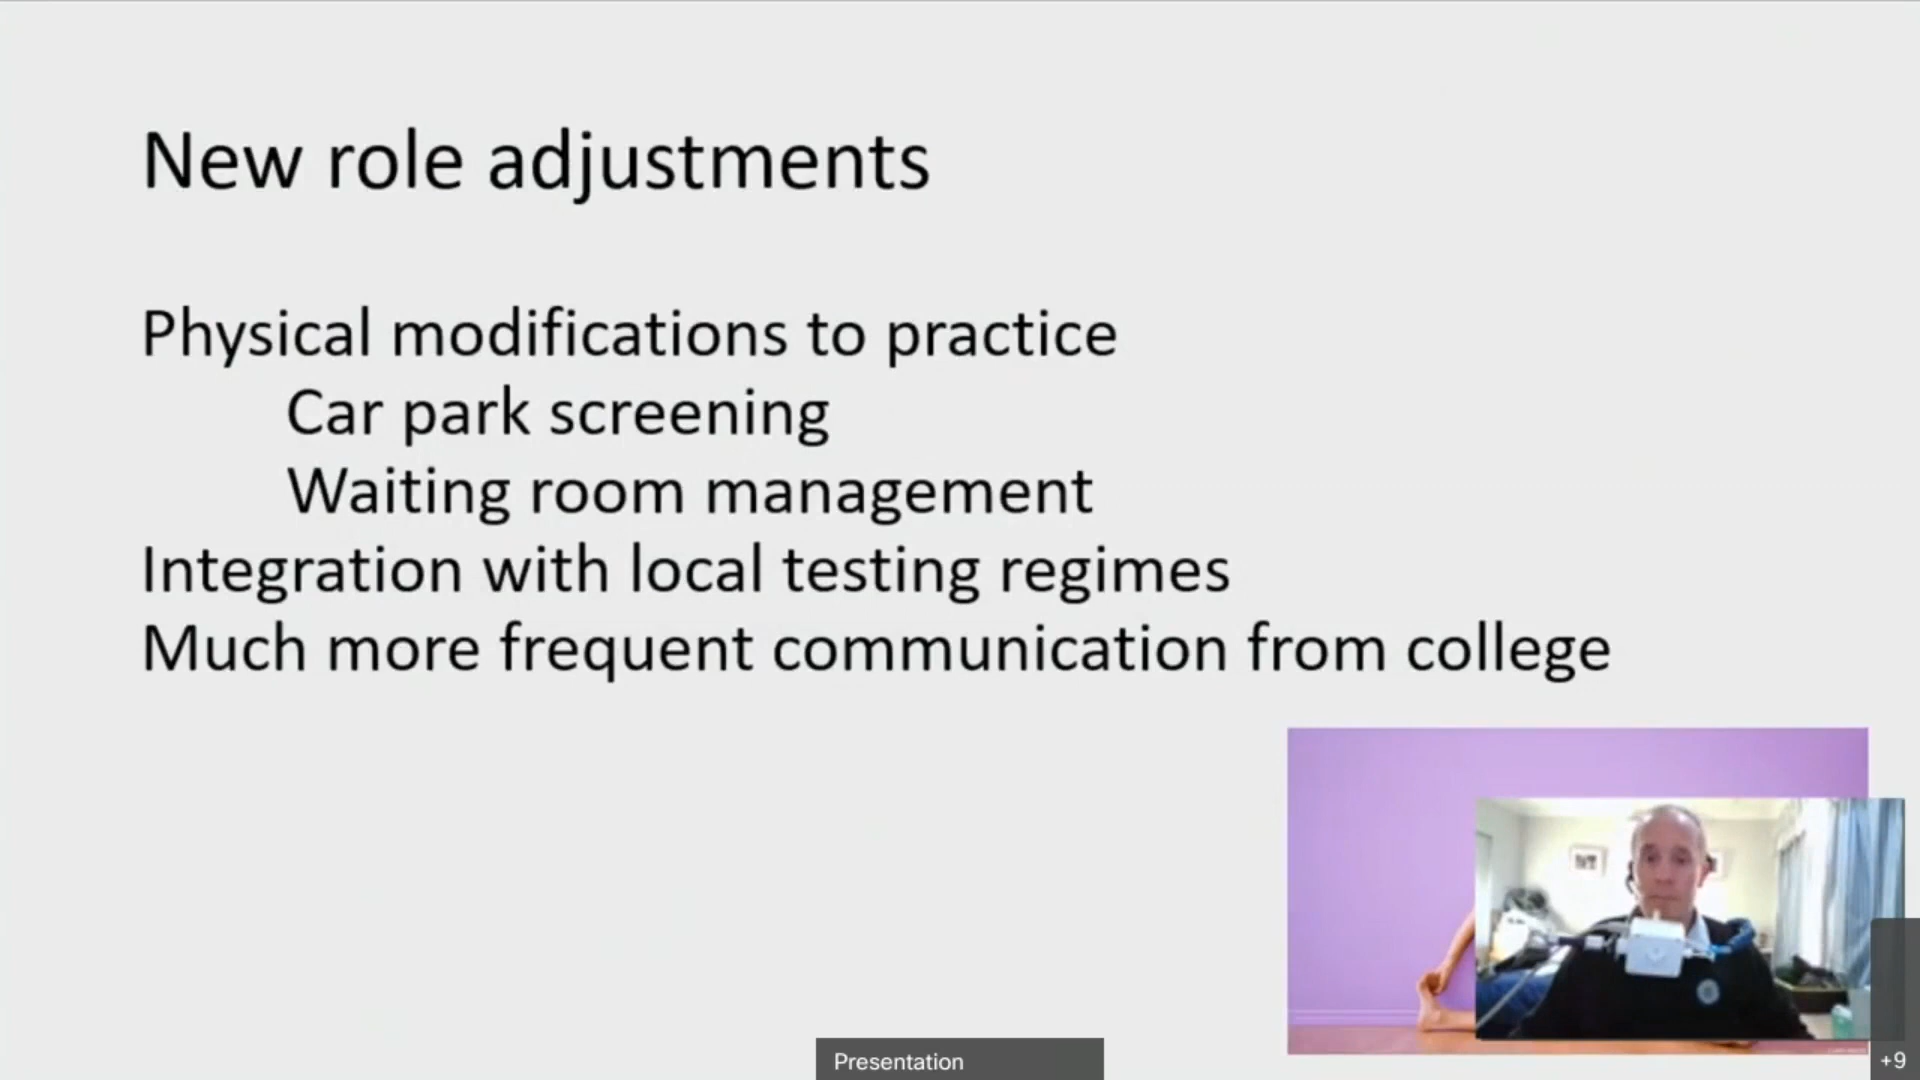 New role adjustments
Physical modifications to practice
Car park screening
Waiting room management
Integration with local testing regimes
Much more frequent communication from college
Presentation
+9